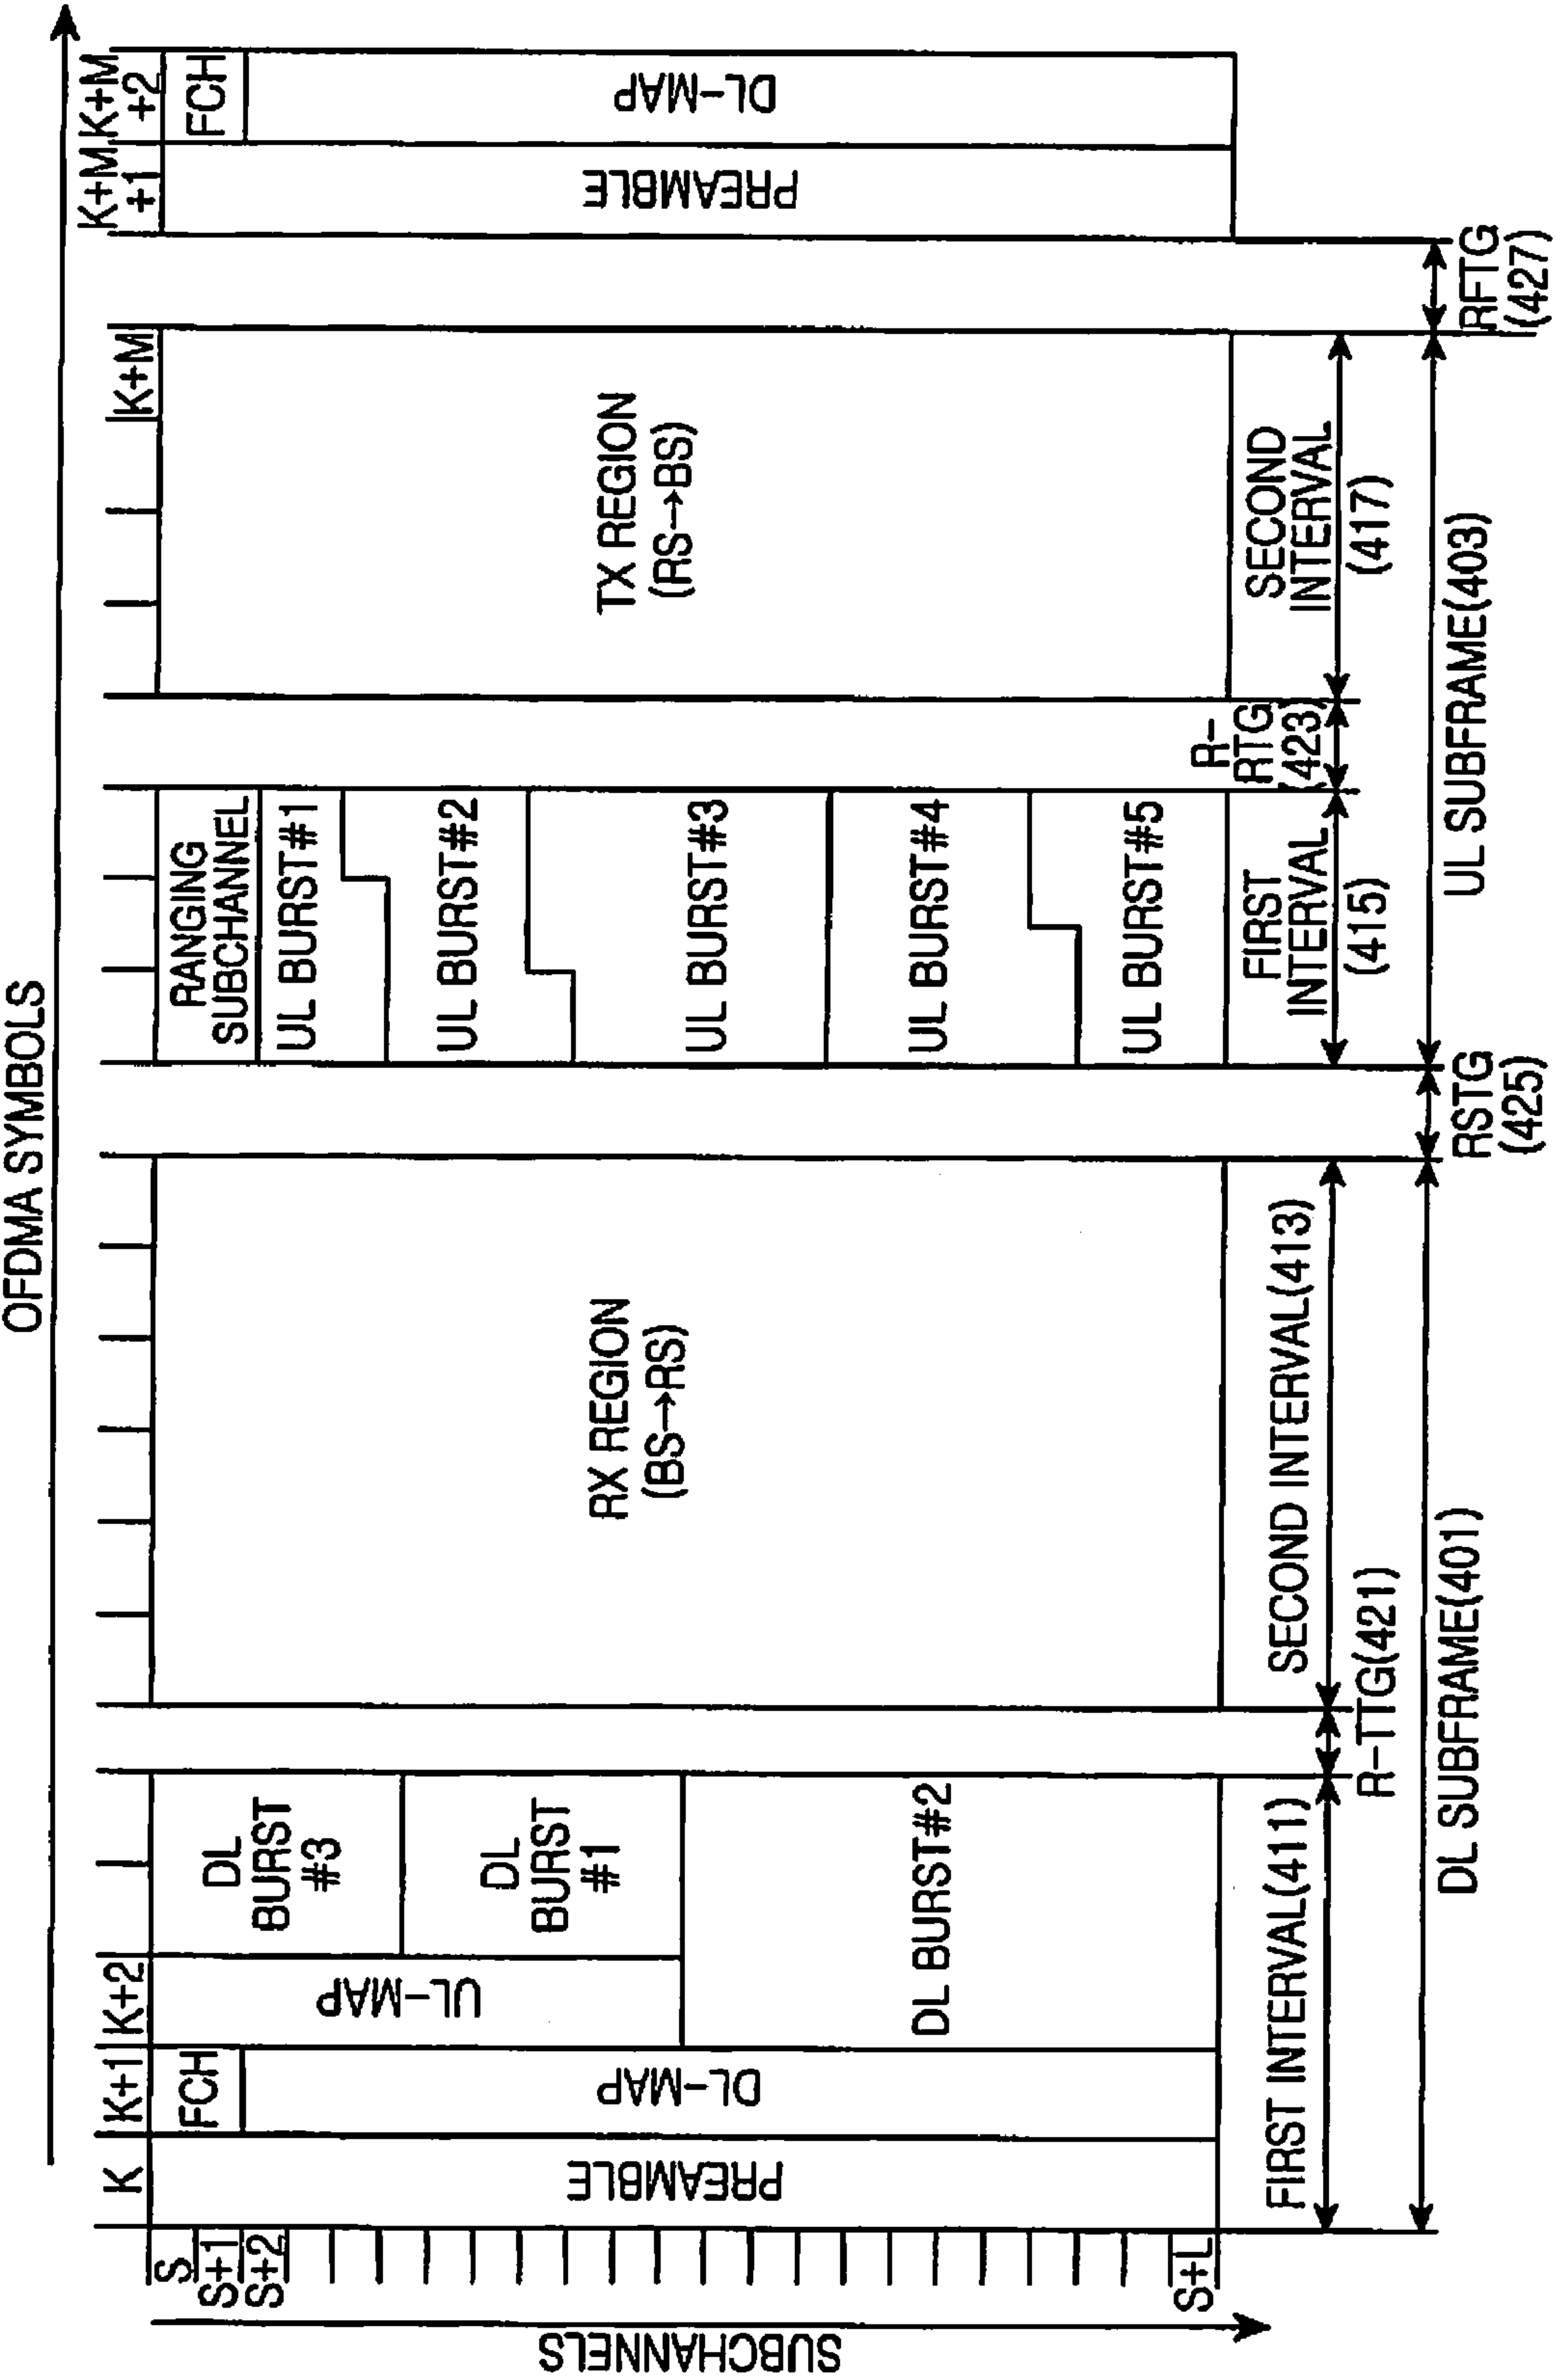 OFDMA SYMBOLS
K
K+1
K+2
K+M
K+M
+1
K+M
+2
SUBCHANNELS
S
S+1
S+2
S+L
PREAMBLE
FCH
DL-MAP
UL-MAP
DL
BURST
#3
DL
BURST
#1
DL BURST#2
RX REGION
(BS→RS)
RANGING
SUBCHANNEL
UL BURST#1
UL BURST#2
UL BURST#3
UL BURST#4
UL BURST#5
TX REGION
(RS→BS)
PREAMBLE
FCH
DL-MAP
FIRST INTERVAL(411)
R-TTG(421)
SECOND INTERVAL(413)
FIRST
INTERVAL
(415)
R-
RTG
(423)
SECOND
INTERVAL
(417)
DL SUBFRAME(401)
RSTG
(425)
UL SUBFRAME(403)
RFTG
(427)